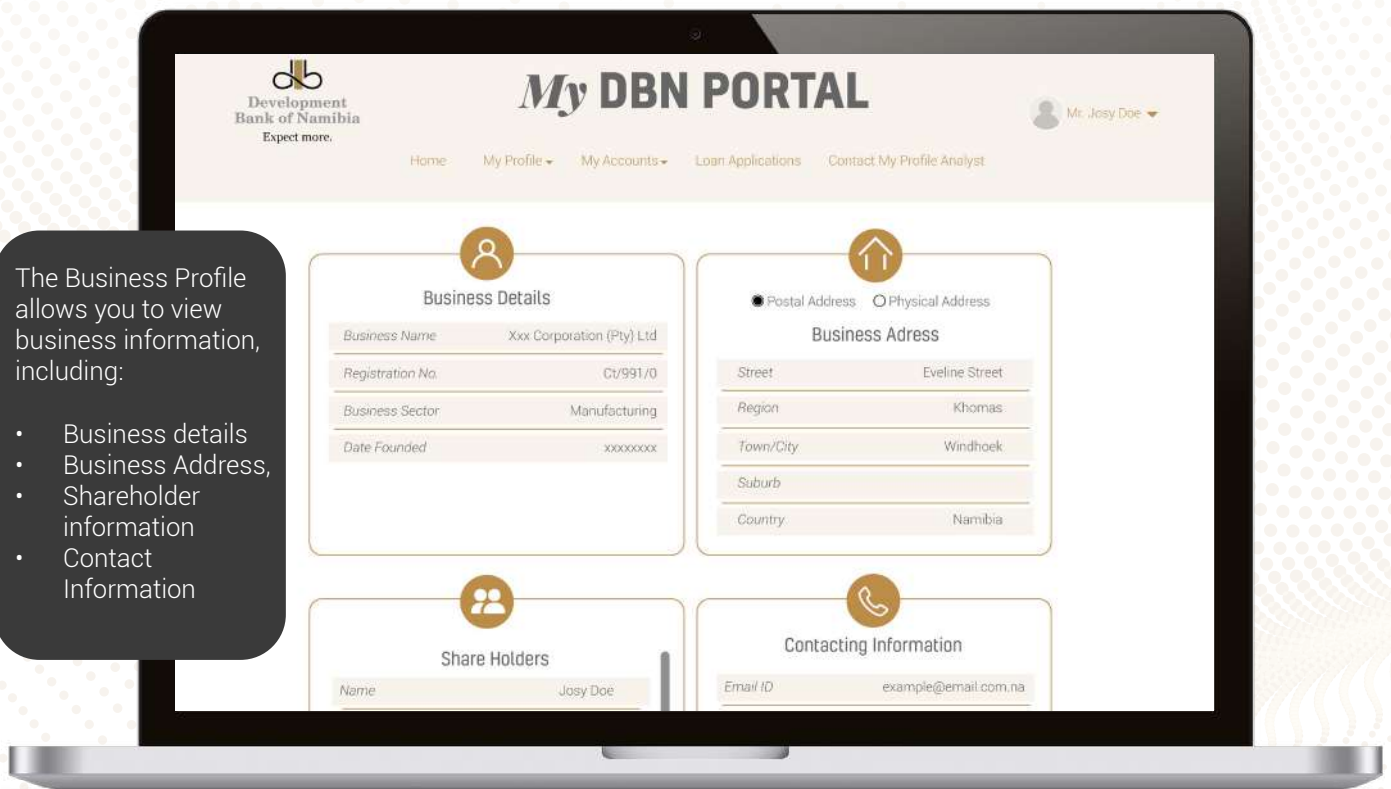 Development
Bank of Namibia
Expect more.
My DBN PORTAL
Mr. Josy Doe
Home My Profile My Accounts Loan Applications Contact My Profile Analyst
The Business Profile
allows you to view
business information,
including:
• Business details
• Business Address,
• Shareholder
information
• Contact
Information
Business Details
Business Name Xxx Corporation (Pty) Ltd
Registration No. Ct/991/0
Business Sector Manufacturing
Date Founded xxxxxxxx
Postal Address Physical Address
Business Adress
Street Eveline Street
Region Khomas
Town/City Windhoek
Suburb
Country Namibia
Share Holders
Name Josy Doe
Contacting Information
Email ID example@email.com.na